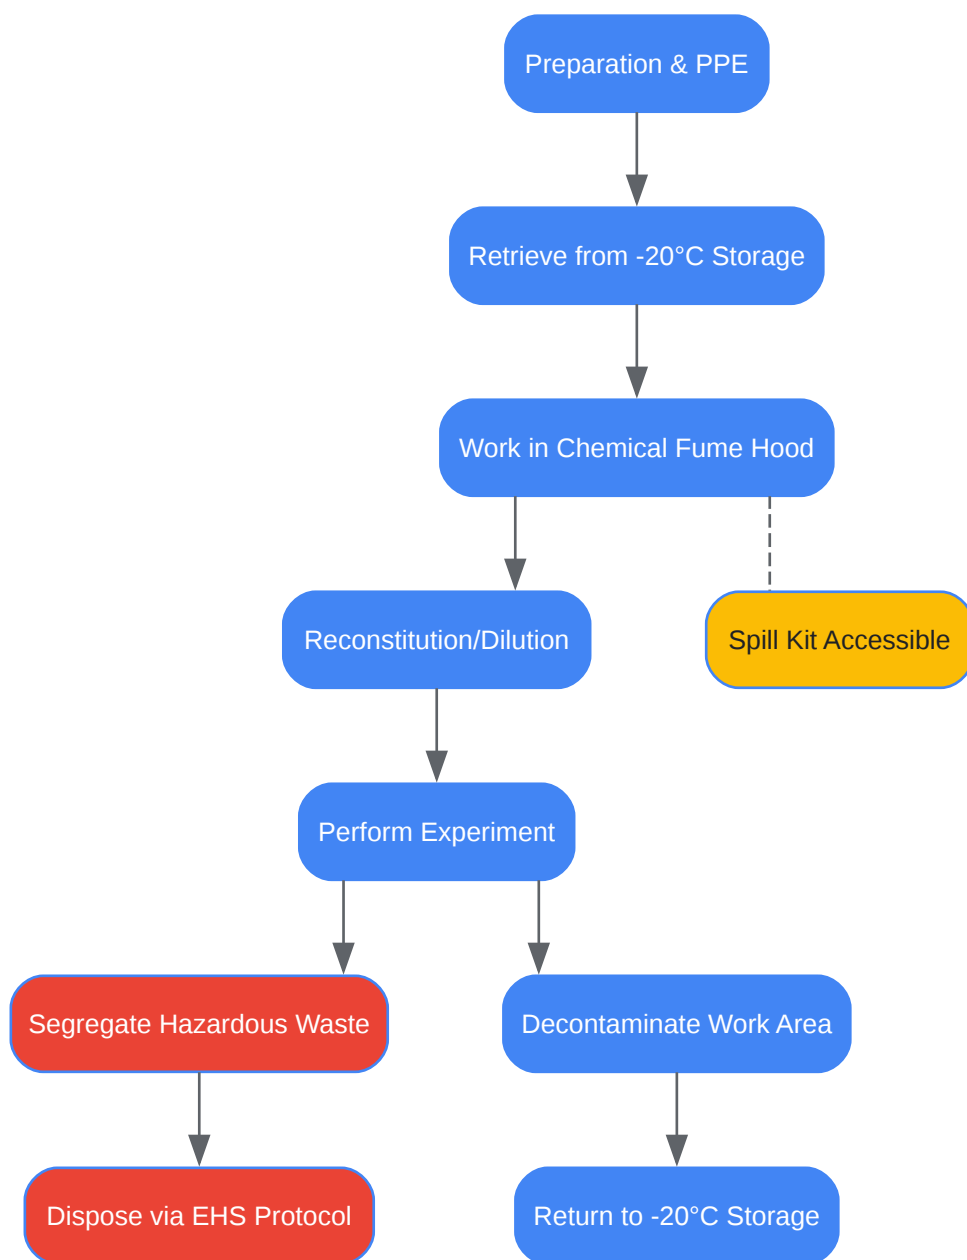 Preparation & PPE
Retrieve from -20°C Storage
Work in Chemical Fume Hood
Reconstitution/Dilution
Spill Kit Accessible
Perform Experiment
Segregate Hazardous Waste
Decontaminate Work Area
Dispose via EHS Protocol
Return to -20°C Storage